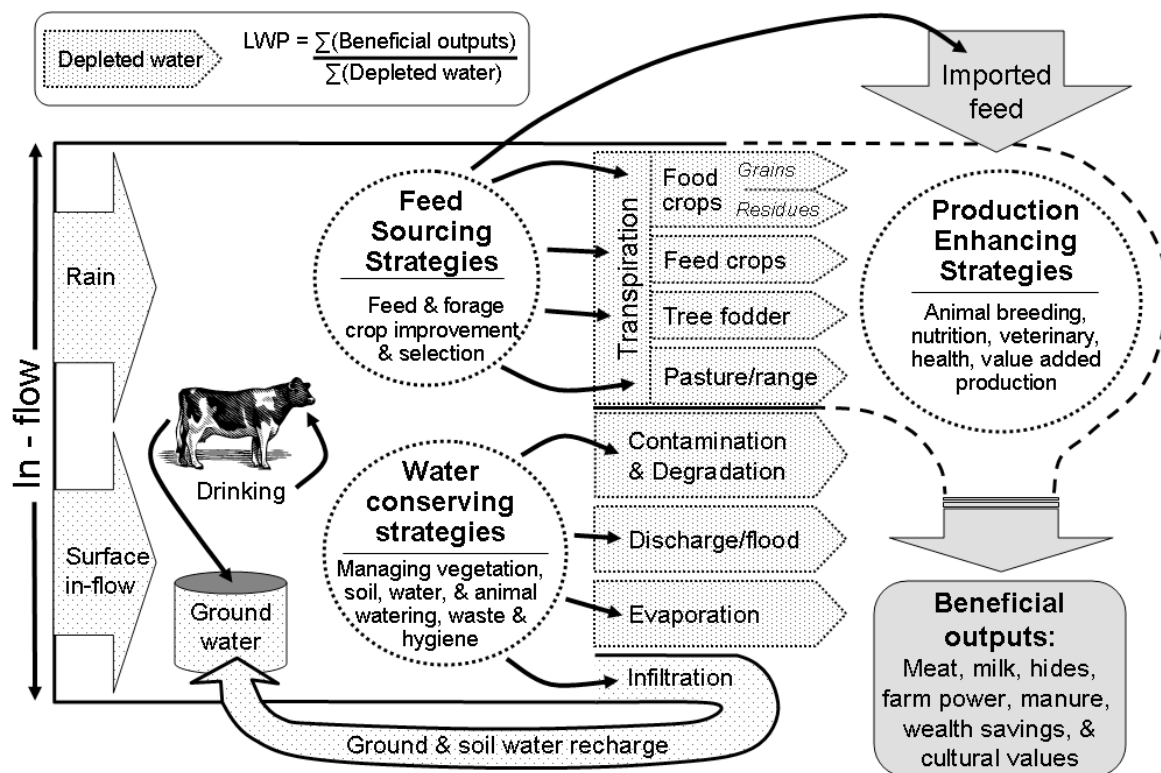 Depleted water
LWP = ∑(Beneficial outputs)
∑(Depleted water)
Imported
feed
In - flow
Rain
Surface
in-flow
Feed
Sourcing
Strategies
Feed & forage
crop improvement
& selection
Transpiration
Food
crops
Grains
Residues
Feed crops
Tree fodder
Pasture/range
Production
Enhancing
Strategies
Animal breeding,
nutrition, veterinary,
health, value added
production
Drinking
Ground
water
Water
conserving
strategies
Managing vegetation,
soil, water, & animal
watering, waste &
hygiene
Contamination
& Degradation
Discharge/flood
Evaporation
Infiltration
Ground & soil water recharge
Beneficial
outputs:
Meat, milk, hides,
farm power, manure,
wealth savings, &
cultural values